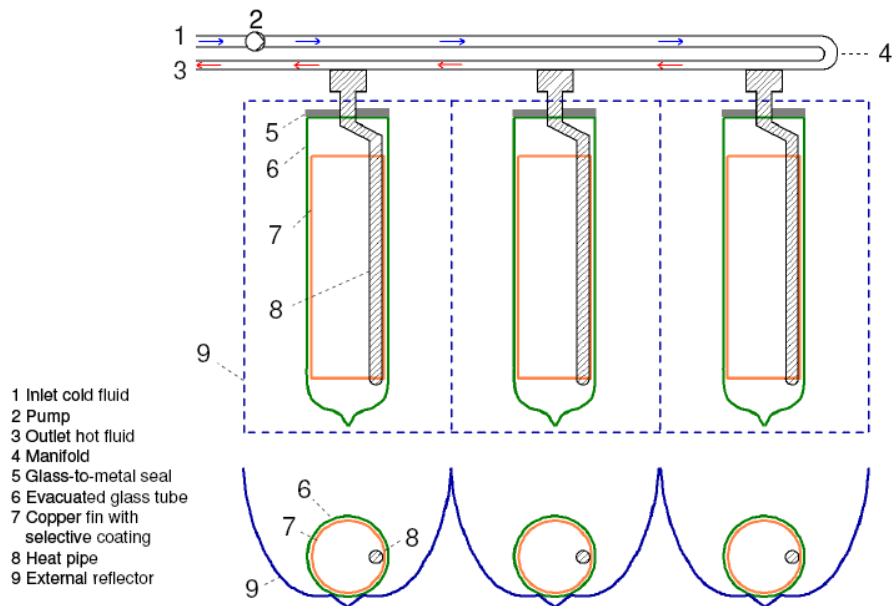 2
1
3
4
5
6
7
8
9
1 Inlet cold fluid
2 Pump
3 Outlet hot fluid
4 Manifold
5 Glass-to-metal seal
6 Evacuated glass tube
7 Copper fin with
selective coating
8 Heat pipe
9 External reflector
6
7
8
9